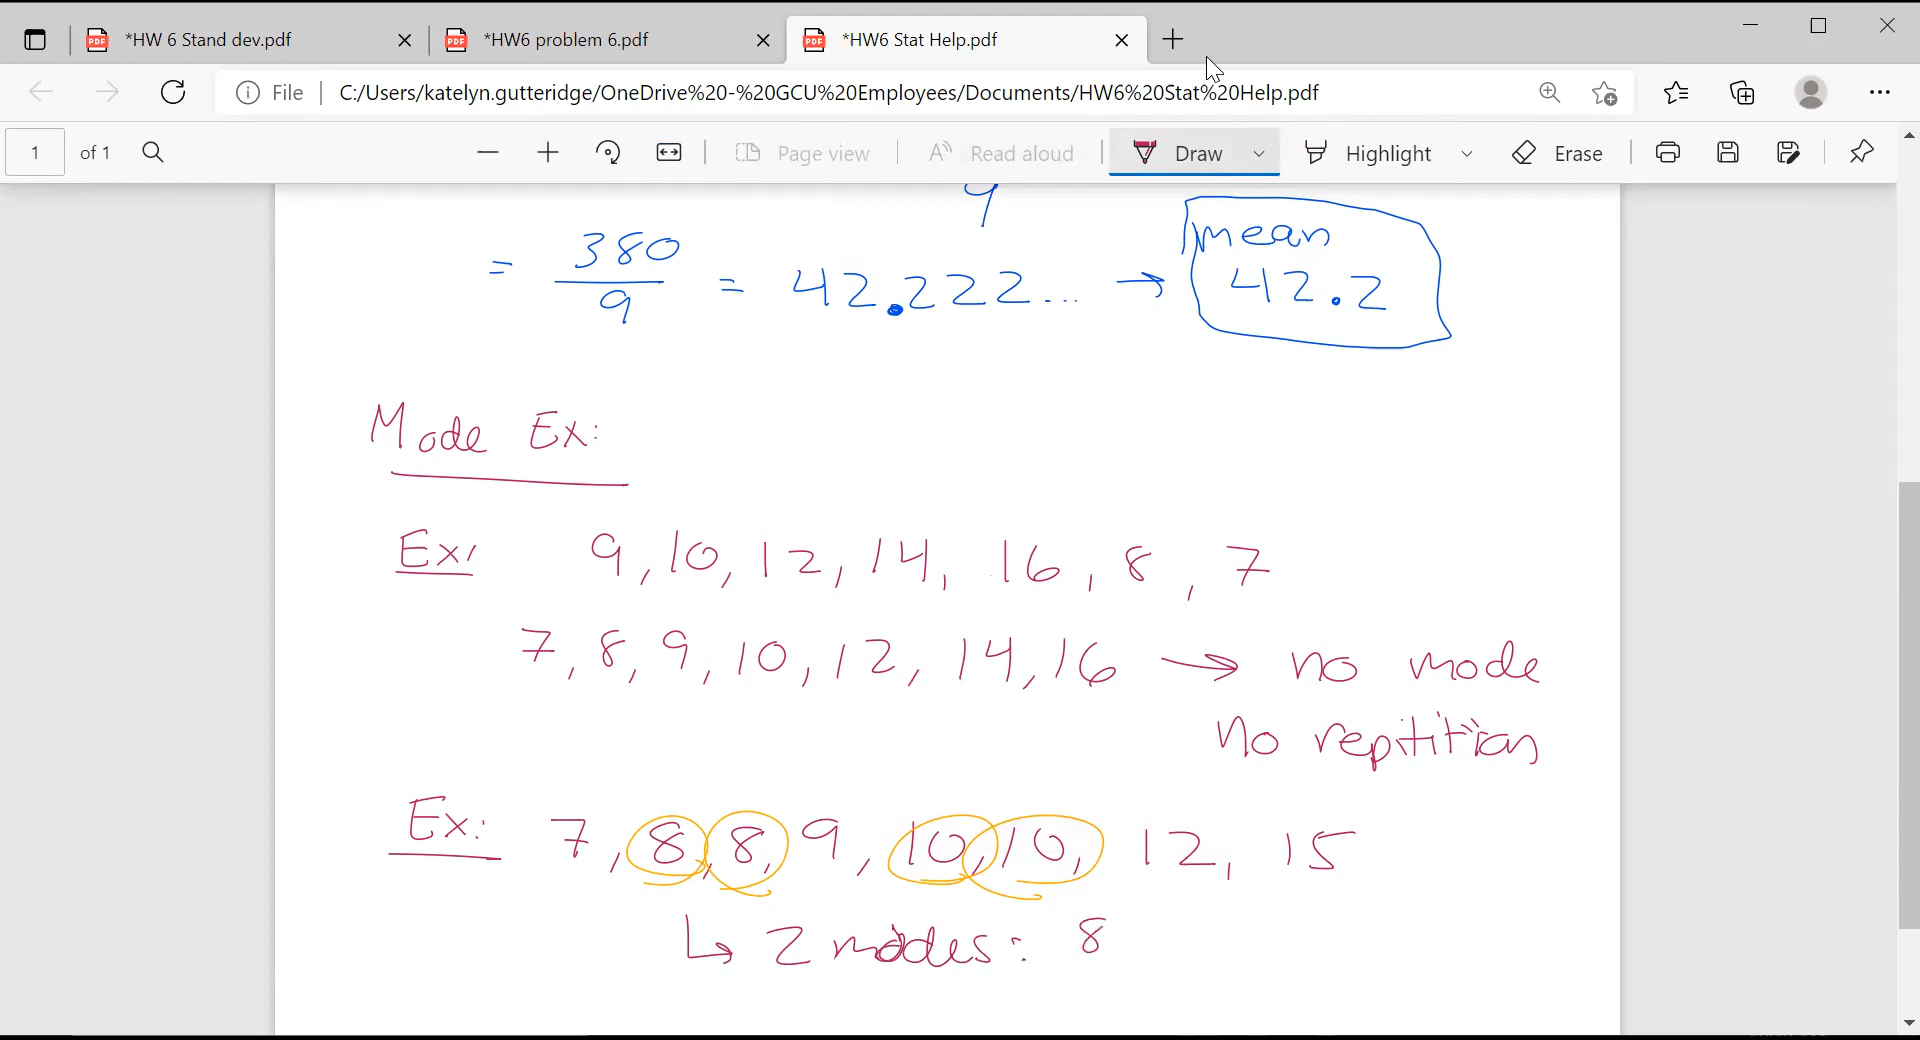 *HW 6 Stand dev.pdf
*HW6 problem 6.pdf
*HW6 Stat Help.pdf
File
C:/Users/katelyn.gutteridge/OneDrive%20-%20GCU%20Employees/Documents/HW6%20Stat%20Help.pdf
1 of 1
Page view
Read aloud
Draw
Highlight
Erase
9
= 380/9 = 42.222... → mean 42.2
Mode Ex:
Ex: 9, 10, 12, 14, 16, 8, 7
7, 8, 9, 10, 12, 14, 16 → no mode
no repitition
Ex: 7, 8, 8, 9, 10, 10, 12, 15
↳ 2 modes: 8